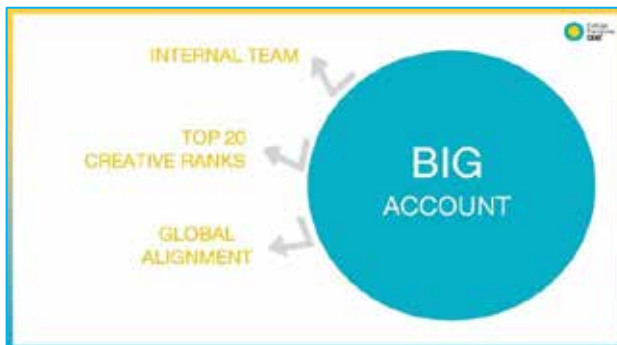 INTERNAL TEAM
TOP 20
CREATIVE RANKS
GLOBAL
ALIGNMENT
BIG
ACCOUNT